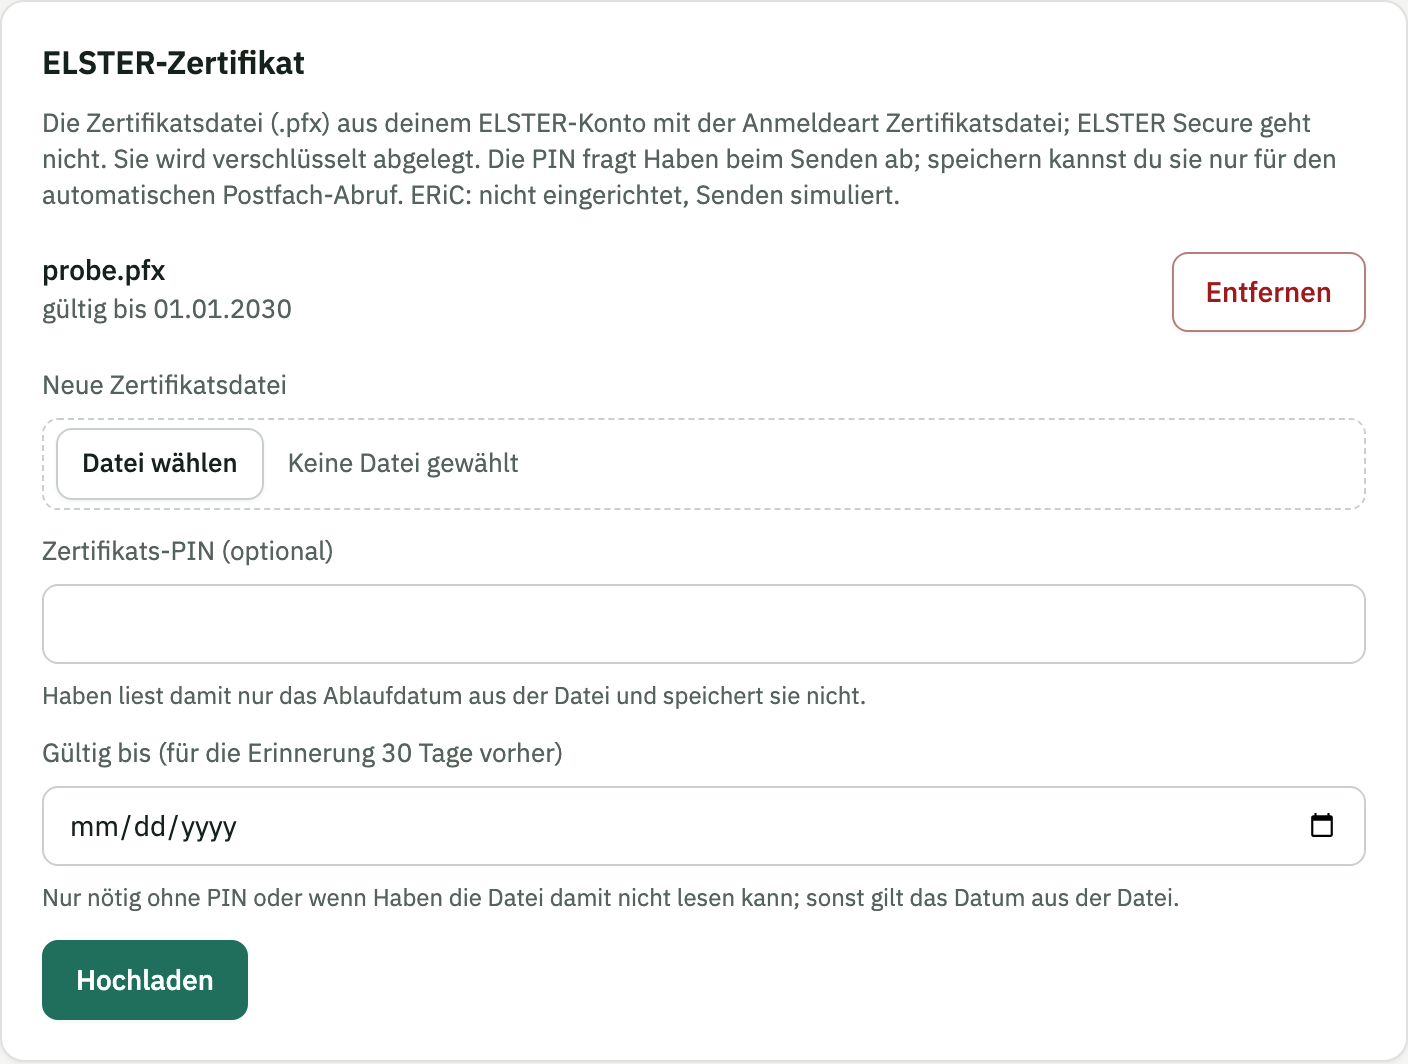 ELSTER-Zertifikat
Die Zertifikatsdatei (.pfx) aus deinem ELSTER-Konto mit der Anmeldeart Zertifikatsdatei; ELSTER Secure geht
nicht. Sie wird verschlüsselt abgelegt. Die PIN fragt Haben beim Senden ab; speichern kannst du sie nur für den
automatischen Postfach-Abruf. ERiC: nicht eingerichtet, Senden simuliert.
probe.pfx
gültig bis 01.01.2030
Entfernen
Neue Zertifikatsdatei
Datei wählen Keine Datei gewählt
Zertifikats-PIN (optional)
Haben liest damit nur das Ablaufdatum aus der Datei und speichert sie nicht.
Gültig bis (für die Erinnerung 30 Tage vorher)
mm/dd/yyyy
Nur nötig ohne PIN oder wenn Haben die Datei damit nicht lesen kann; sonst gilt das Datum aus der Datei.
Hochladen